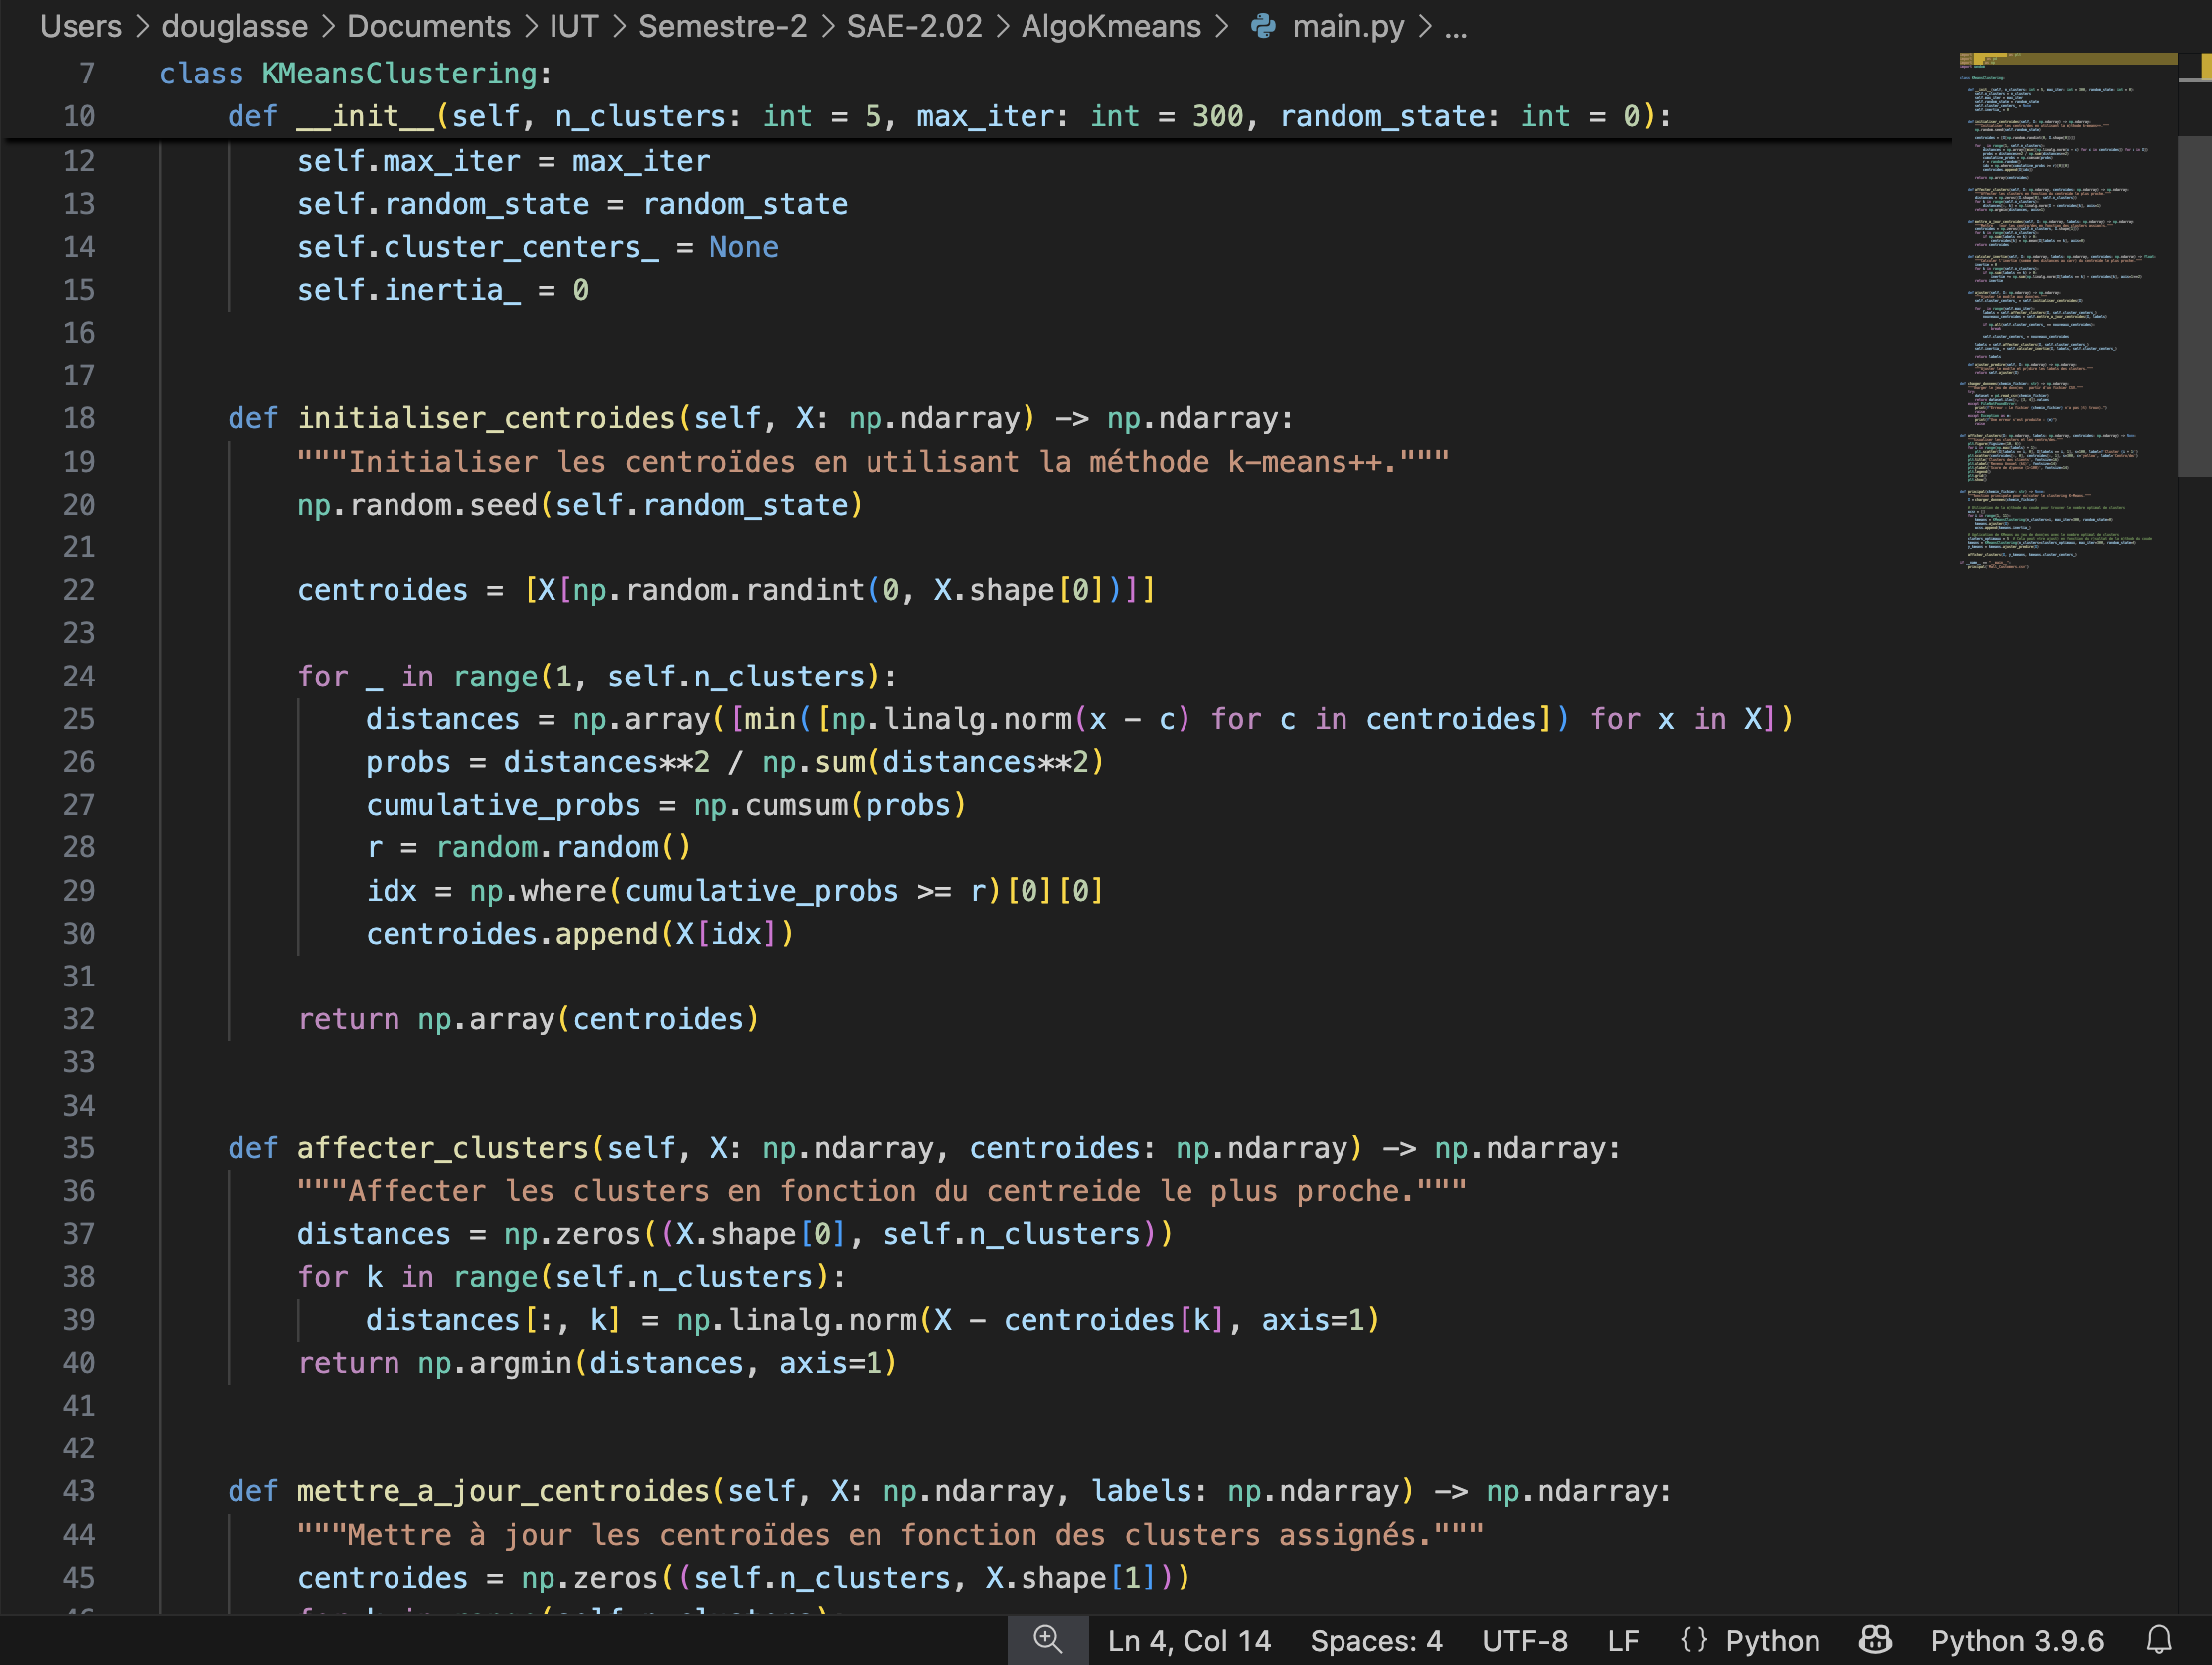 Users > douglasse > Documents > IUT > Semestre-2 > SAE-2.02 > AlgoKmeans > main.py > ...
7 class KMeansClustering:
10 def __init__(self, n_clusters: int = 5, max_iter: int = 300, random_state: int = 0):
12 self.max_iter = max_iter
13 self.random_state = random_state
14 self.cluster_centers_ = None
15 self.inertia_ = 0
16
17
18 def initialiser_centroides(self, X: np.ndarray) -> np.ndarray:
19 """Initialiser les centroïdes en utilisant la méthode k-means++."""
20 np.random.seed(self.random_state)
21
22 centroides = [X[np.random.randint(0, X.shape[0])]]
23
24 for _ in range(1, self.n_clusters):
25 distances = np.array([min([np.linalg.norm(x - c) for c in centroides]) for x in X])
26 probs = distances**2 / np.sum(distances**2)
27 cumulative_probs = np.cumsum(probs)
28 r = random.random()
29 idx = np.where(cumulative_probs >= r)[0][0]
30 centroides.append(X[idx])
31
32 return np.array(centroides)
33
34
35 def affecter_clusters(self, X: np.ndarray, centroides: np.ndarray) -> np.ndarray:
36 """Affecter les clusters en fonction du centreide le plus proche."""
37 distances = np.zeros((X.shape[0], self.n_clusters))
38 for k in range(self.n_clusters):
39 distances[:, k] = np.linalg.norm(X - centroides[k], axis=1)
40 return np.argmin(distances, axis=1)
41
42
43 def mettre_a_jour_centroides(self, X: np.ndarray, labels: np.ndarray) -> np.ndarray:
44 """Mettre à jour les centroïdes en fonction des clusters assignés."""
45 centroides = np.zeros((self.n_clusters, X.shape[1]))
Ln 4, Col 14 Spaces: 4 UTF-8 LF {} Python Python 3.9.6